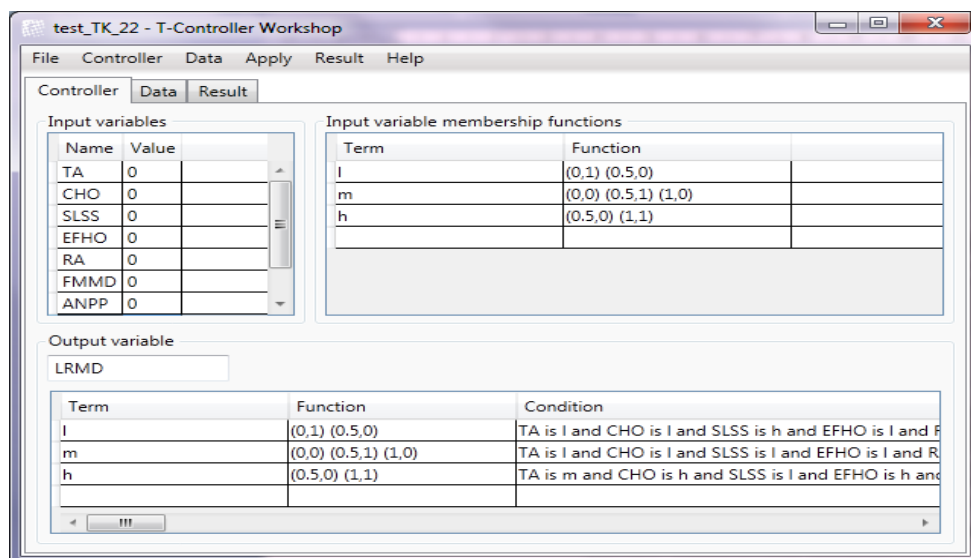 test_TK_22 - T-Controller Workshop
File Controller Data Apply Result Help
Controller Data Result
Input variables
Name Value
TA 0
CHO 0
SLSS 0
EFHO 0
RA 0
FMMD 0
ANPP 0
Input variable membership functions
Term Function
l (0,1) (0.5,0)
m (0,0) (0.5,1) (1,0)
h (0.5,0) (1,1)
Output variable
LRMD
Term Function Condition
l (0,1) (0.5,0) TA is l and CHO is l and SLSS is h and EFHO is l and
m (0,0) (0.5,1) (1,0) TA is l and CHO is l and SLSS is l and EFHO is l and R
h (0.5,0) (1,1) TA is m and CHO is h and SLSS is l and EFHO is h and